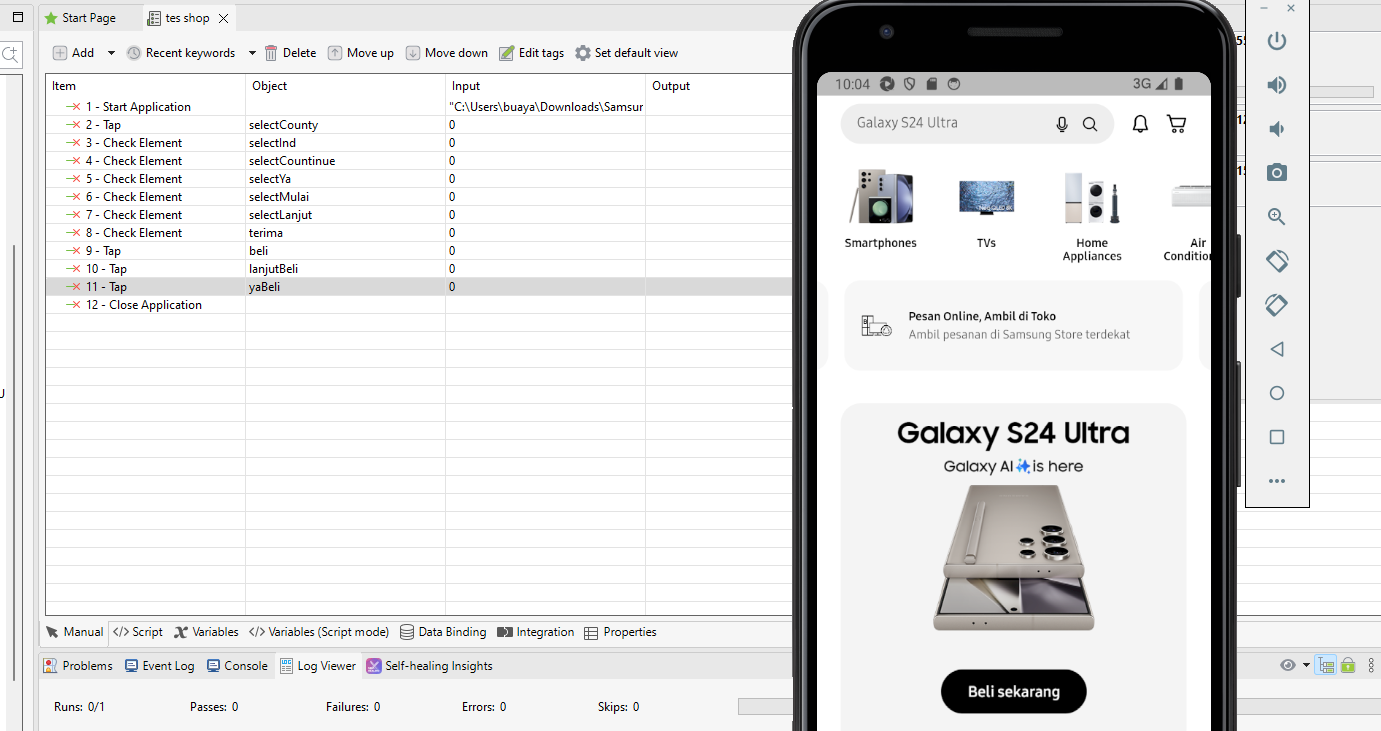 Start Page
tes shop
Add
Recent keywords
Delete
Move up
Move down
Edit tags
Set default view
Item Object Input Output
1 - Start Application "C:\Users\buaya\Downloads\Samsur
2 - Tap selectCounty 0
3 - Check Element selectInd 0
4 - Check Element selectCountinue 0
5 - Check Element selectYa 0
6 - Check Element selectMulai 0
7 - Check Element selectLanjut 0
8 - Check Element terima 0
9 - Tap beli 0
10 - Tap lanjutBeli 0
11 - Tap yaBeli 0
12 - Close Application
Manual
</> Script
Variables
</> Variables (Script mode)
Data Binding
Integration
Properties
Problems
Event Log
Console
Log Viewer
Self-healing Insights
Runs: 0/1
Passes: 0
Failures: 0
Errors: 0
Skips: 0
10:04
3G
Galaxy S24 Ultra
Smartphones
TVs
Home
Appliances
Air
Condition
Pesan Online, Ambil di Toko
Ambil pesanan di Samsung Store terdekat
Galaxy S24 Ultra
Galaxy AI is here
Beli sekarang